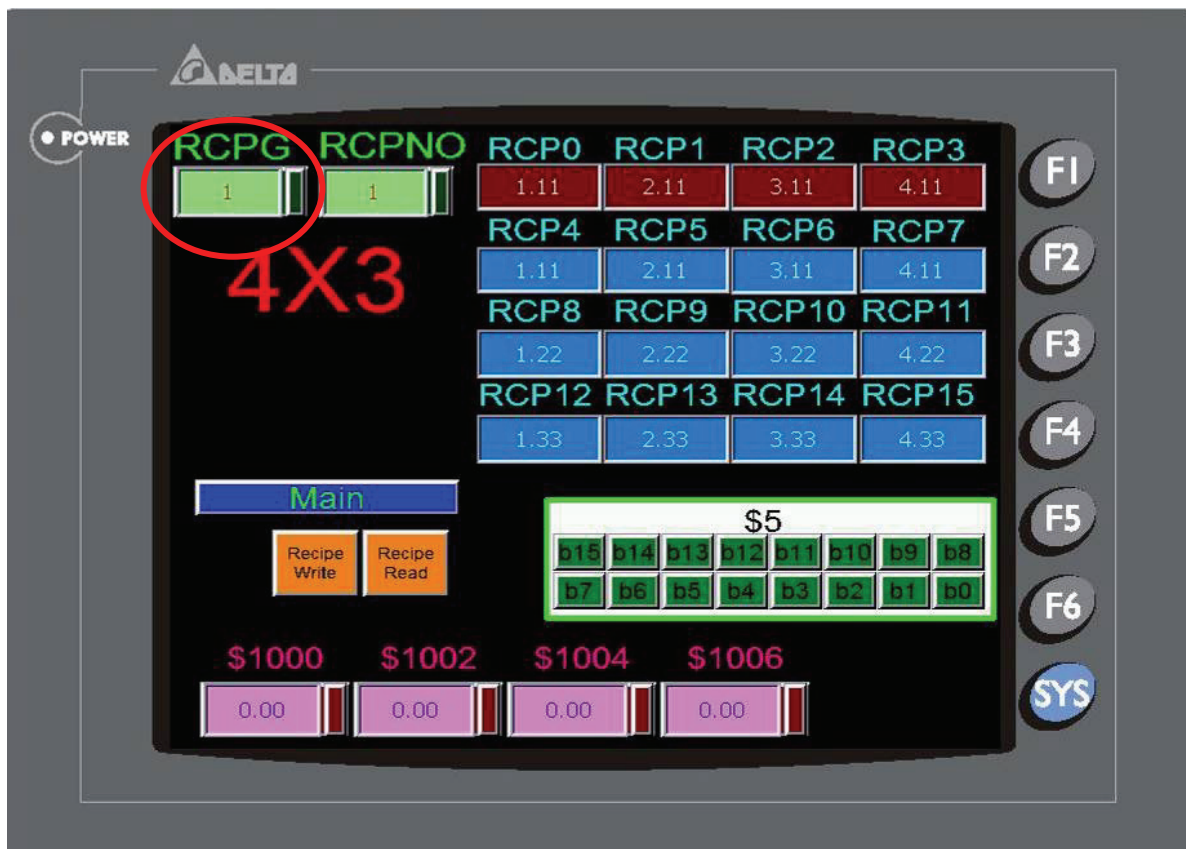 DELTA
POWER
RCPG RCPNO
1 1
4X3
RCP0 RCP1 RCP2 RCP3
1.11 2.11 3.11 4.11
RCP4 RCP5 RCP6 RCP7
1.11 2.11 3.11 4.11
RCP8 RCP9 RCP10 RCP11
1.22 2.22 3.22 4.22
RCP12 RCP13 RCP14 RCP15
1.33 2.33 3.33 4.33
Main
Recipe Write
Recipe Read
$5
b15 b14 b13 b12 b11 b10 b9 b8
b7 b6 b5 b4 b3 b2 b1 b0
$1000 $1002 $1004 $1006
0.00 0.00 0.00 0.00
F1
F2
F3
F4
F5
F6
SYS